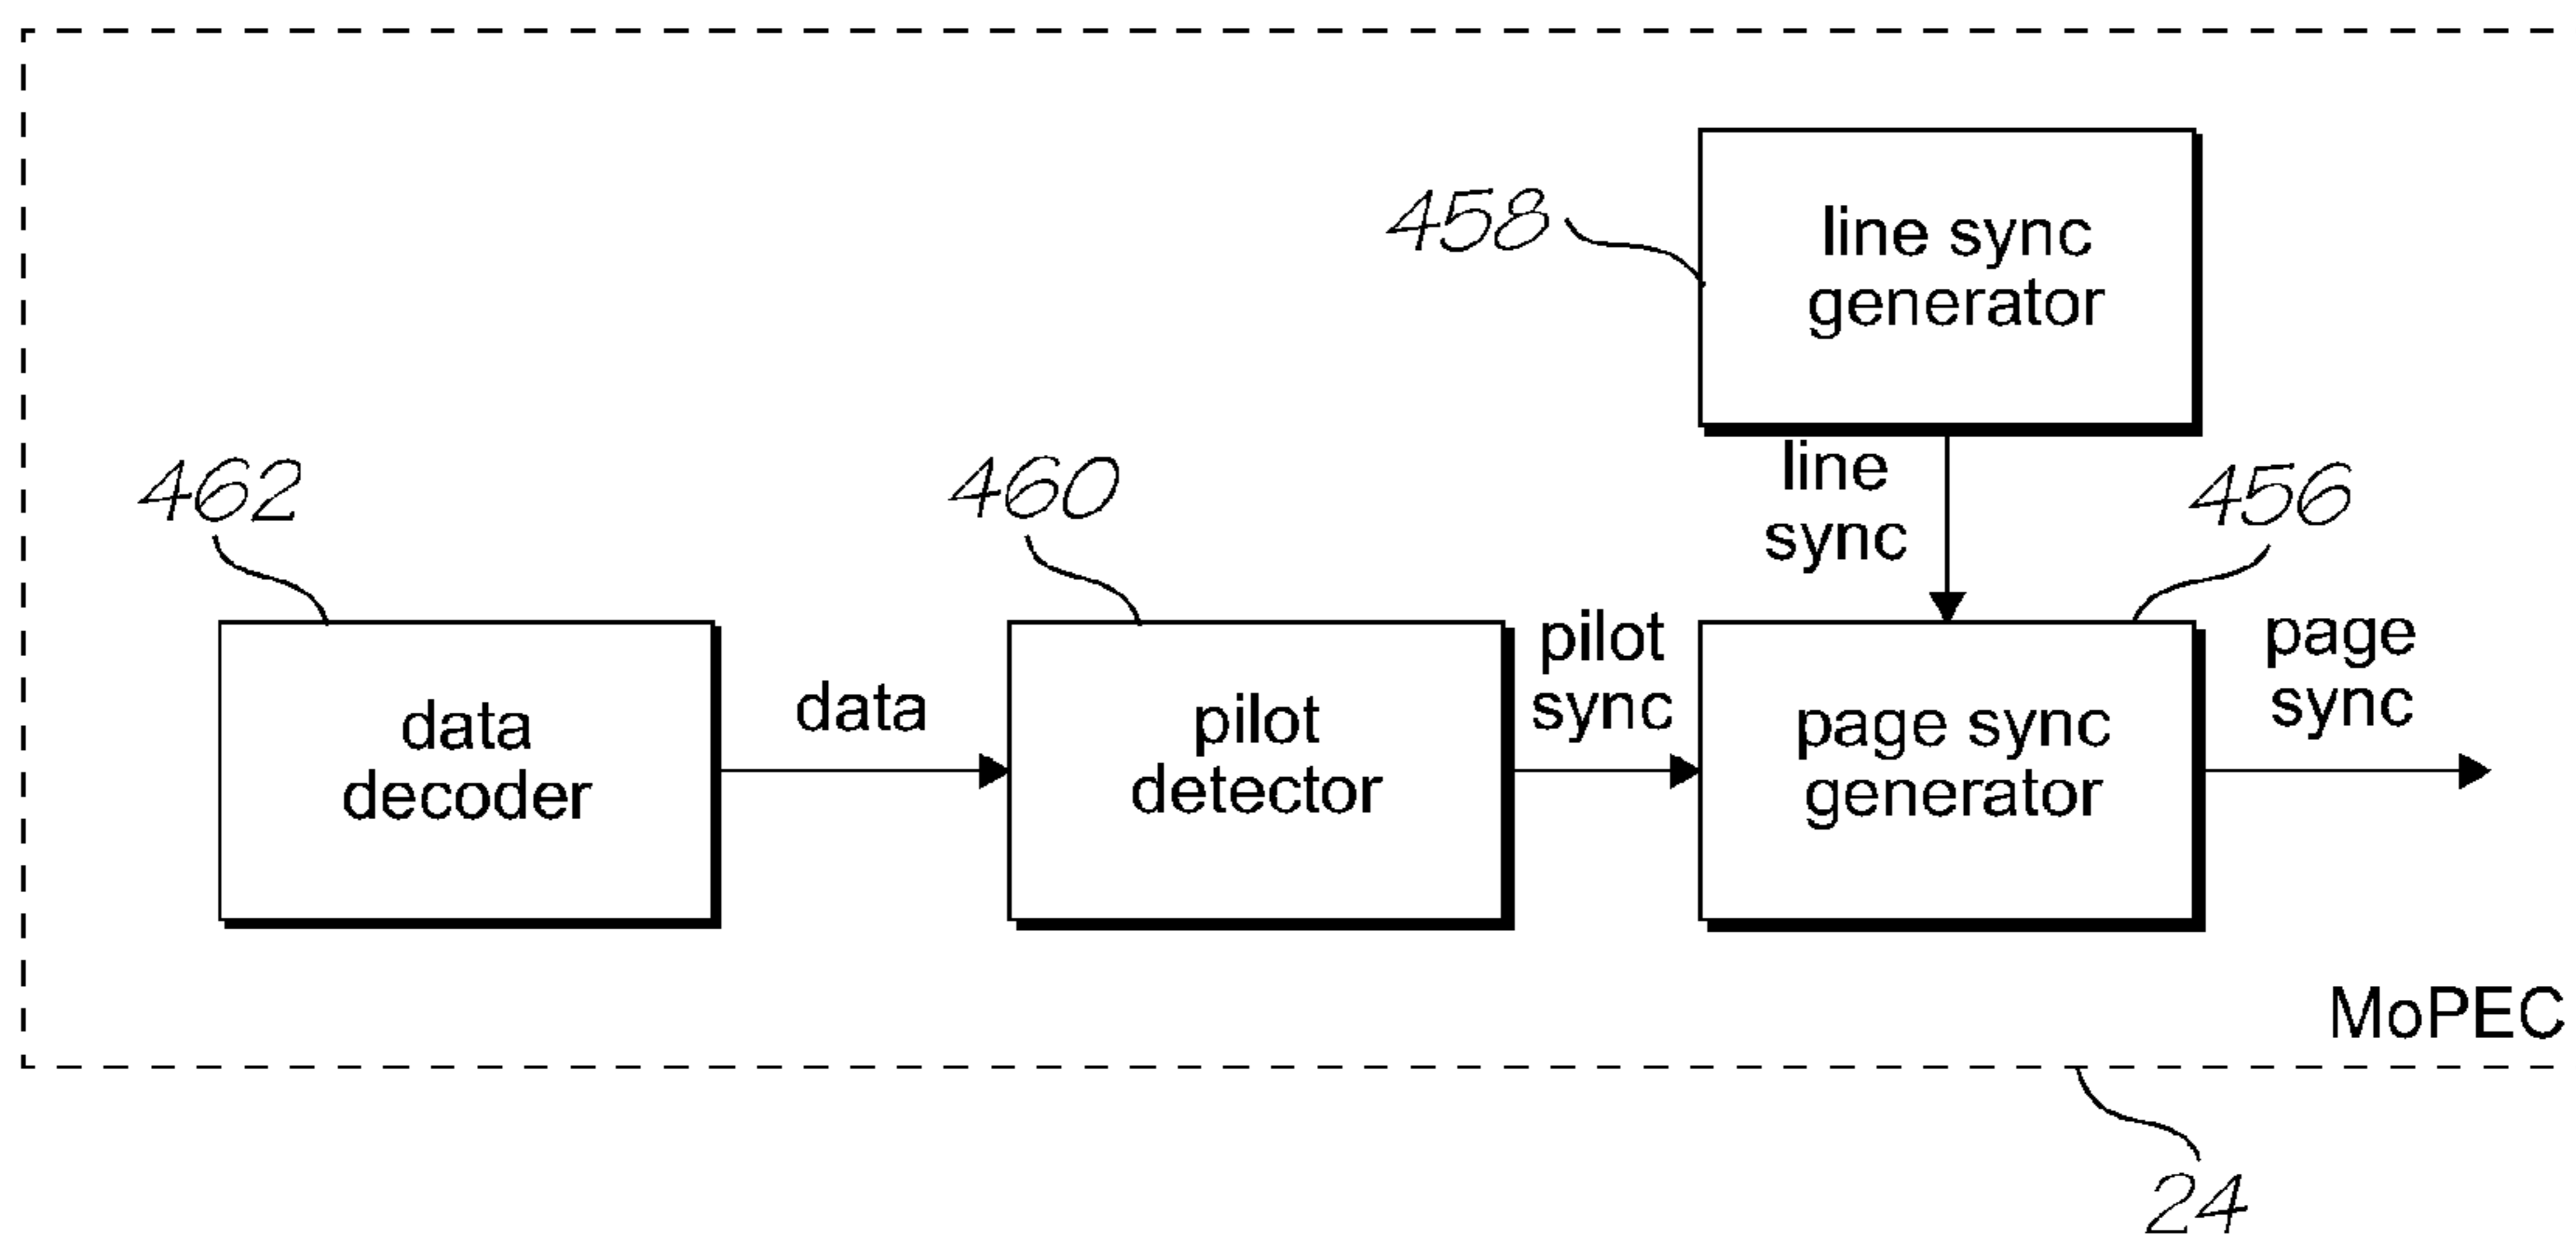 458
line sync
generator
line
sync
462
460
456
data
decoder
data
pilot
detector
pilot
sync
page sync
generator
page
sync
MoPEC
24